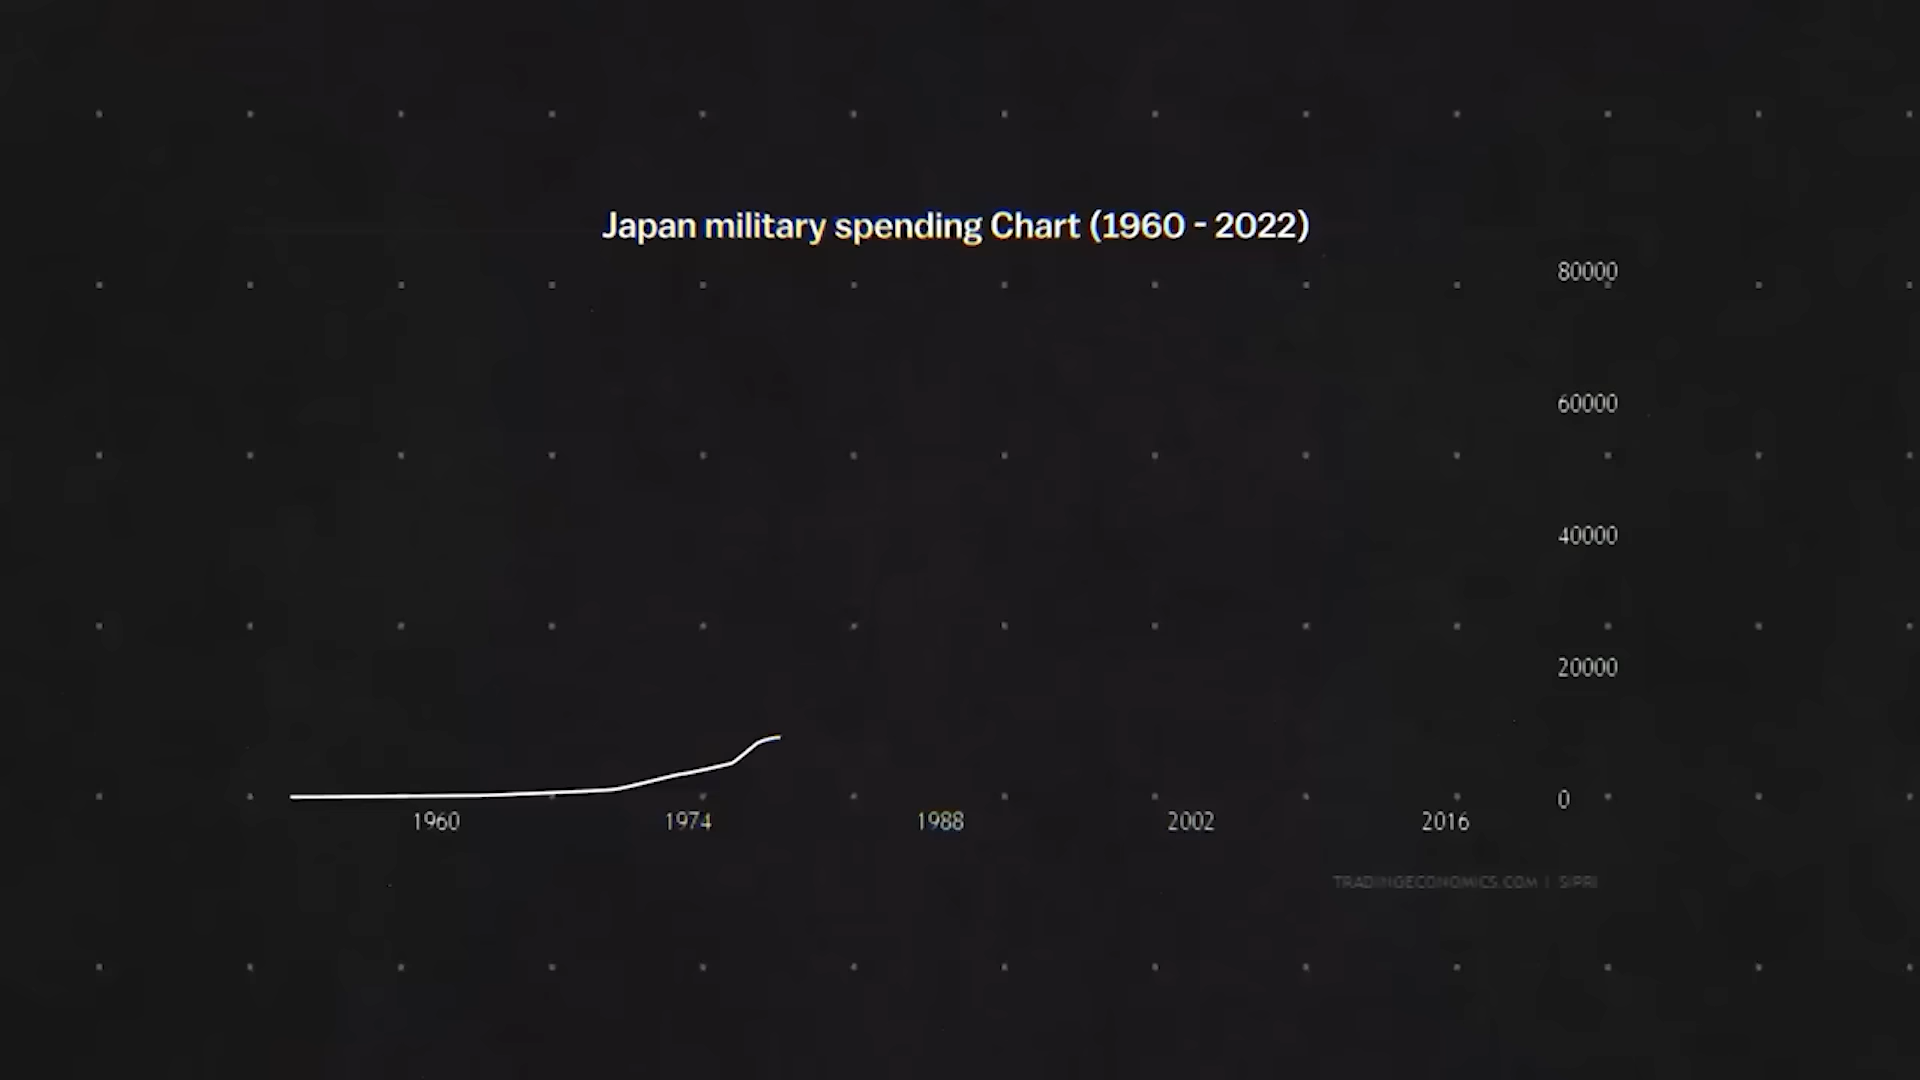 Japan military spending Chart (1960 - 2022)
80000
60000
40000
20000
0
1960 1974 1988 2002 2016
TRADINGECONOMICS.COM | SIPRI